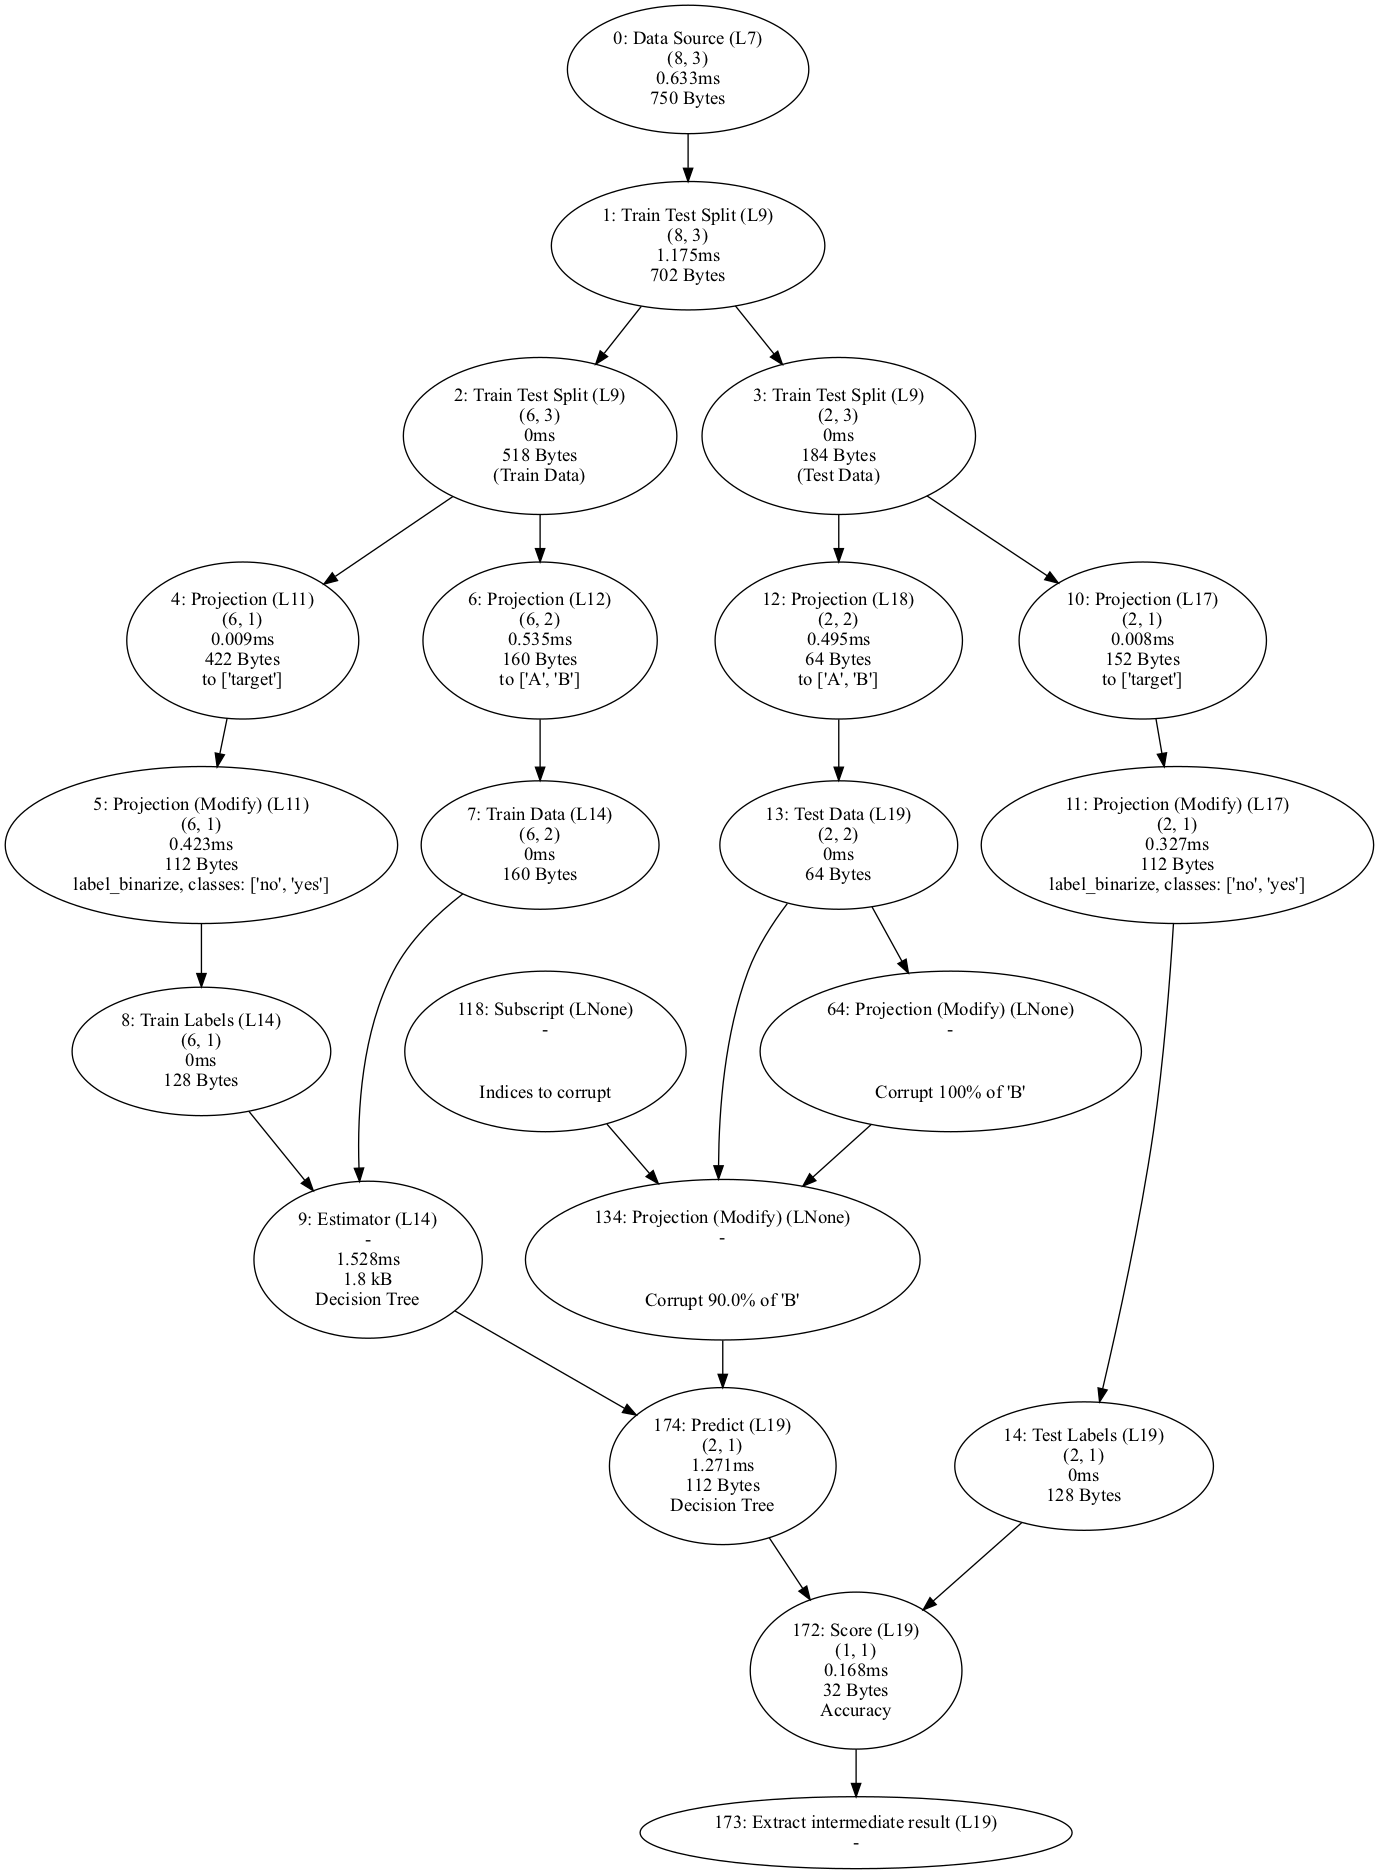 0: Data Source (L7)
(8, 3)
0.633ms
750 Bytes
1: Train Test Split (L9)
(8, 3)
1.175ms
702 Bytes
2: Train Test Split (L9)
(6, 3)
0ms
518 Bytes
(Train Data)
3: Train Test Split (L9)
(2, 3)
0ms
184 Bytes
(Test Data)
4: Projection (L11)
(6, 1)
0.009ms
422 Bytes
to ['target']
6: Projection (L12)
(6, 2)
0.535ms
160 Bytes
to ['A', 'B']
12: Projection (L18)
(2, 2)
0.495ms
64 Bytes
to ['A', 'B']
10: Projection (L17)
(2, 1)
0.008ms
152 Bytes
to ['target']
5: Projection (Modify) (L11)
(6, 1)
0.423ms
112 Bytes
label_binarize, classes: ['no', 'yes']
7: Train Data (L14)
(6, 2)
0ms
160 Bytes
13: Test Data (L19)
(2, 2)
0ms
64 Bytes
11: Projection (Modify) (L17)
(2, 1)
0.327ms
112 Bytes
label_binarize, classes: ['no', 'yes']
8: Train Labels (L14)
(6, 1)
0ms
128 Bytes
118: Subscript (LNone)
-
Indices to corrupt
64: Projection (Modify) (LNone)
-
Corrupt 100% of 'B'
9: Estimator (L14)
-
1.528ms
1.8 kB
Decision Tree
134: Projection (Modify) (LNone)
-
Corrupt 90.0% of 'B'
174: Predict (L19)
(2, 1)
1.271ms
112 Bytes
Decision Tree
14: Test Labels (L19)
(2, 1)
0ms
128 Bytes
172: Score (L19)
(1, 1)
0.168ms
32 Bytes
Accuracy
173: Extract intermediate result (L19)
-